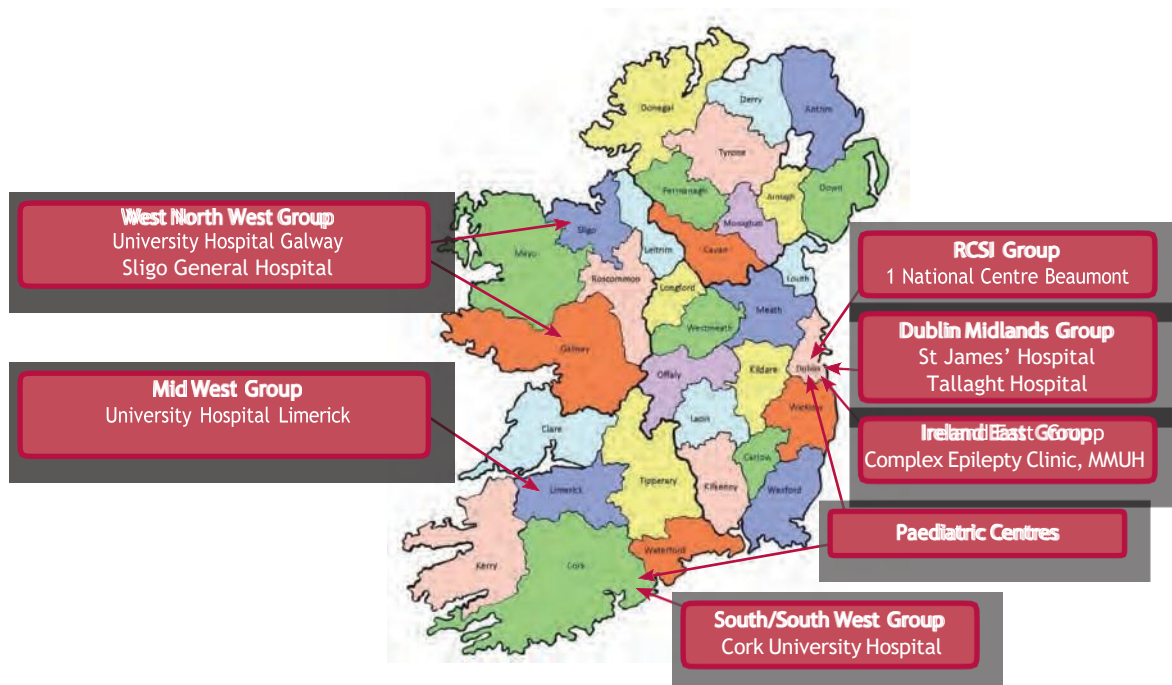 Donegal
Derry
Antrim
Tyrone
Fermanagh
Armagh
Down
Monaghan
Sligo
Leitrim
Cavan
Mayo
Roscommon
Longford
Louth
Meath
Westmeath
Galway
Offaly
Kildare
Dublin
Laois
Wicklow
Clare
Carlow
Tipperary
Limerick
Kilkenny
Wexford
Waterford
Kerry
Cork
West North West Group
University Hospital Galway
Sligo General Hospital
Mid West Group
University Hospital Limerick
RCSI Group
1 National Centre Beaumont
Dublin Midlands Group
St James’ Hospital
Tallaght Hospital
Ireland East Group
Complex Epilepty Clinic, MMUH
Paediatric Centres
South/South West Group
Cork University Hospital